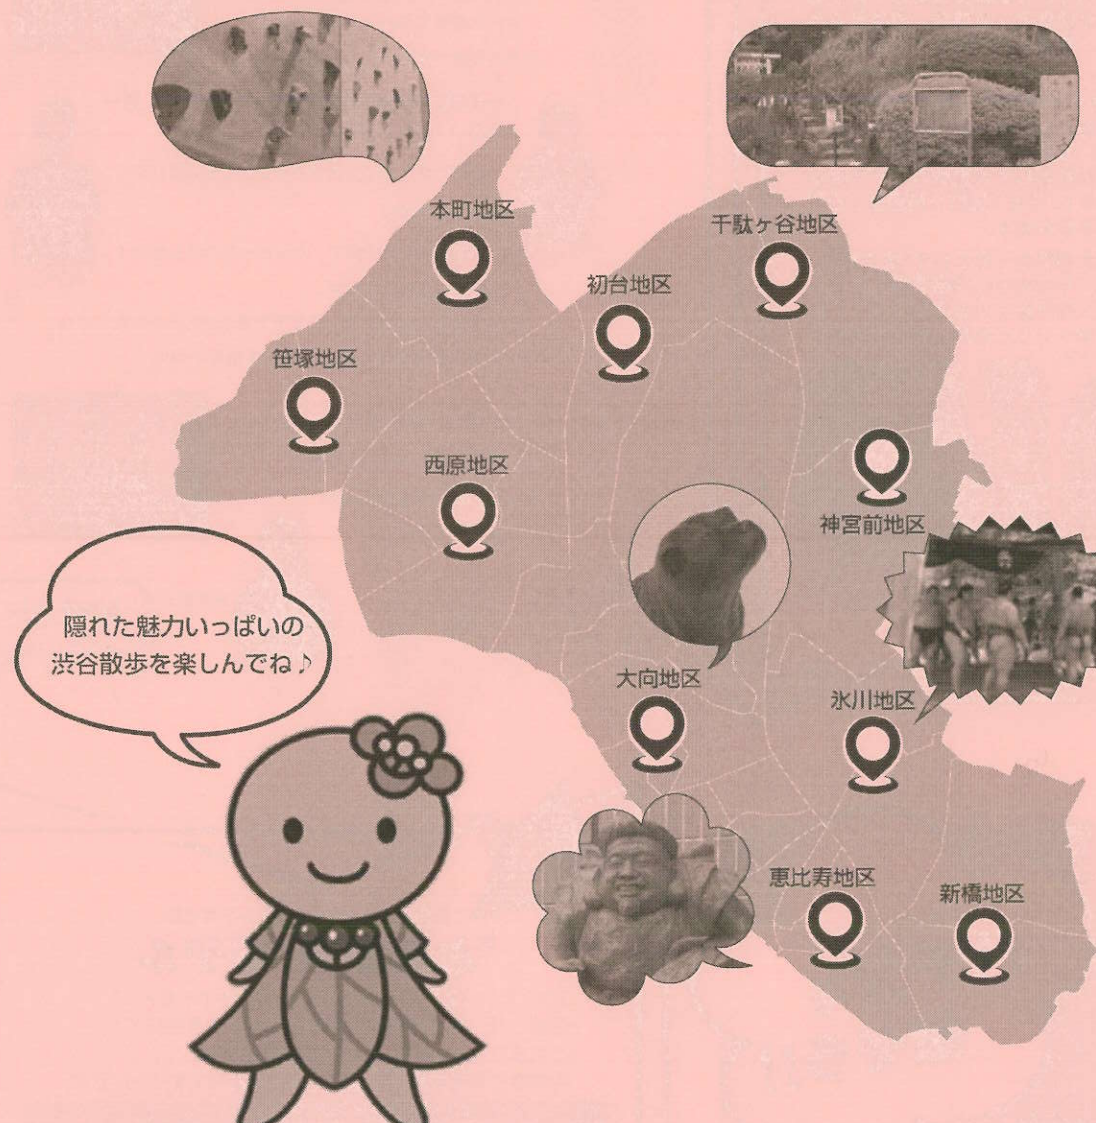 本町地区
千駄ヶ谷地区
初台地区
笹塚地区
西原地区
神宮前地区
隠れた魅力いっぱいの
渋谷散歩を楽しんでね♪
大向地区
氷川地区
恵比寿地区
新橋地区